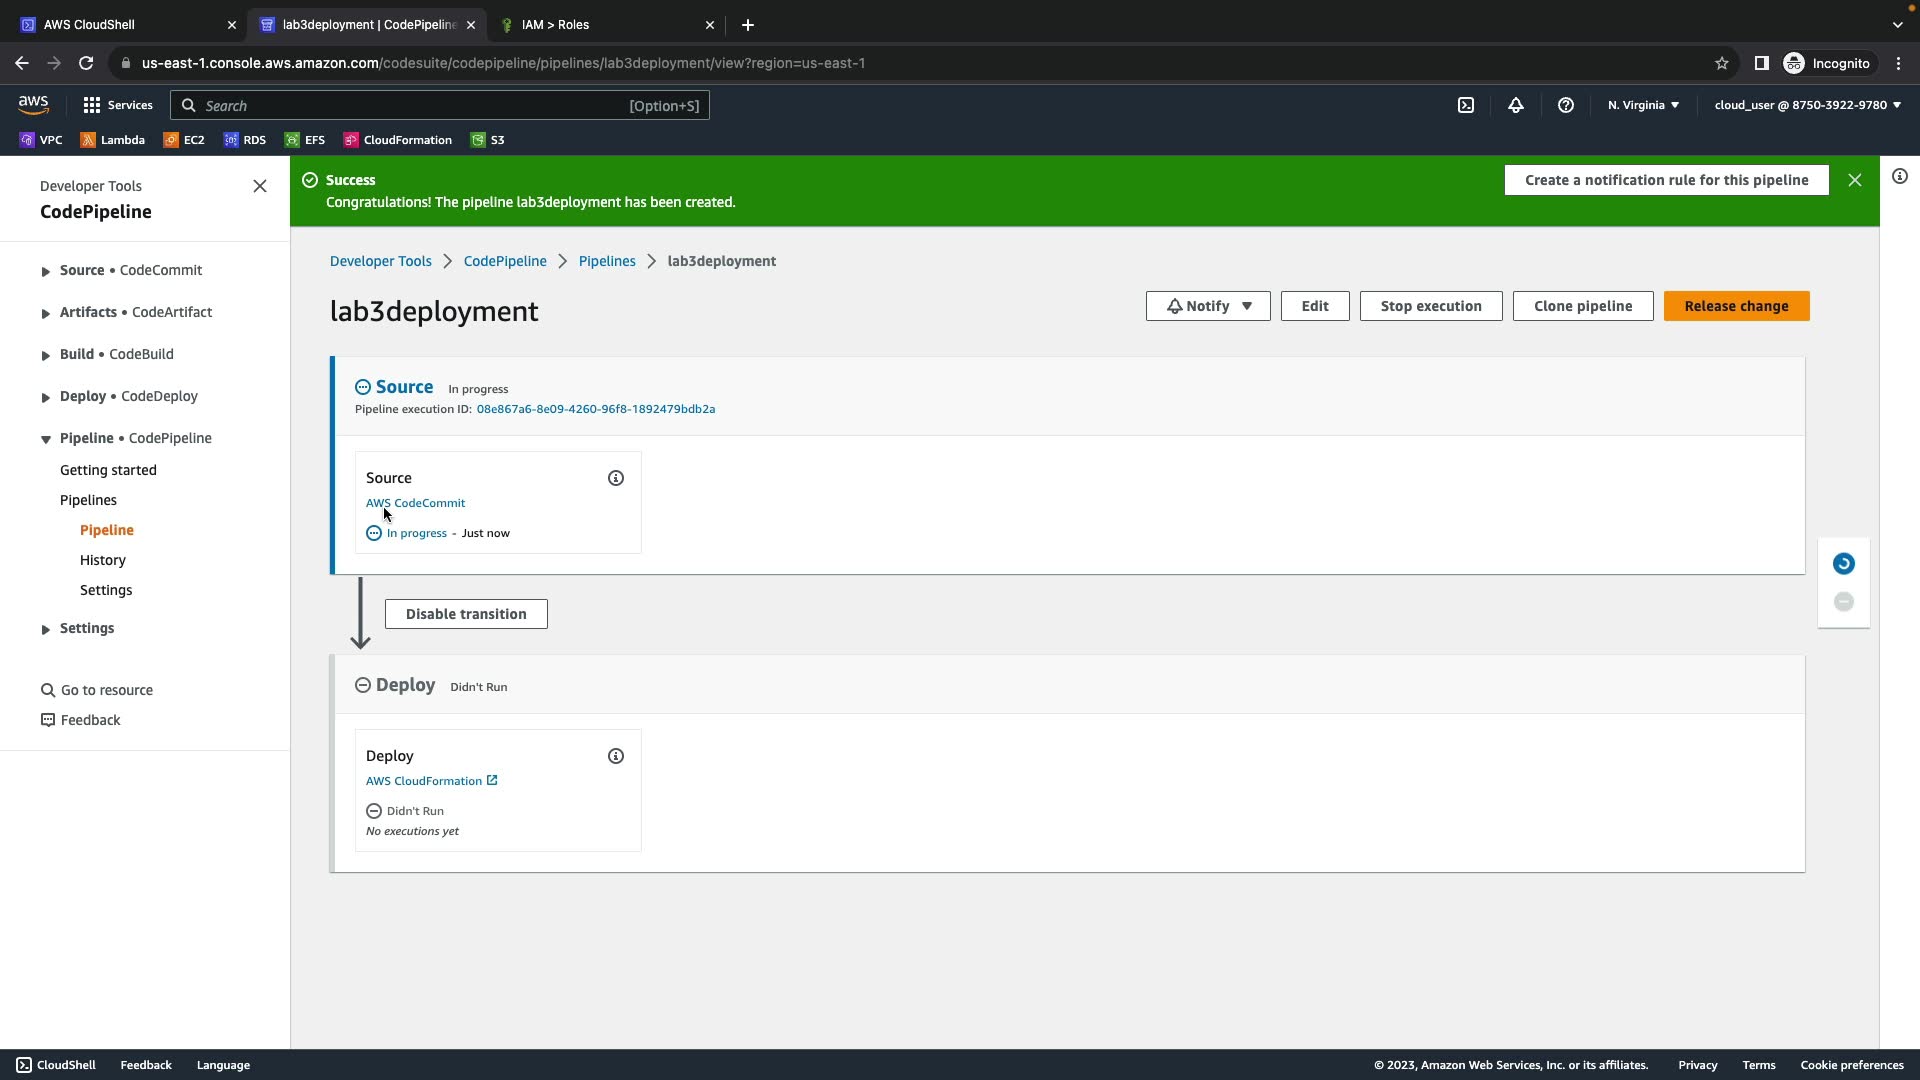 AWS CloudShell
lab3deployment | CodePipeline
IAM > Roles
us-east-1.console.aws.amazon.com/codesuite/codepipeline/pipelines/lab3deployment/view?region=us-east-1
Incognito
aws
Services
Search
[Option+S]
N. Virginia
cloud_user @ 8750-3922-9780
VPC
Lambda
EC2
RDS
EFS
CloudFormation
S3
Developer Tools
CodePipeline
Source • CodeCommit
Artifacts • CodeArtifact
Build • CodeBuild
Deploy • CodeDeploy
Pipeline • CodePipeline
Getting started
Pipelines
Pipeline
History
Settings
Settings
Go to resource
Feedback
Success
Congratulations! The pipeline lab3deployment has been created.
Create a notification rule for this pipeline
Developer Tools > CodePipeline > Pipelines > lab3deployment
lab3deployment
Notify
Edit
Stop execution
Clone pipeline
Release change
Source In progress
Pipeline execution ID: 08e867a6-8e09-4260-96f8-1892479bdb2a
Source
AWS CodeCommit
In progress - Just now
Disable transition
Deploy Didn't Run
Deploy
AWS CloudFormation
Didn't Run
No executions yet
CloudShell
Feedback
Language
© 2023, Amazon Web Services, Inc. or its affiliates.
Privacy
Terms
Cookie preferences